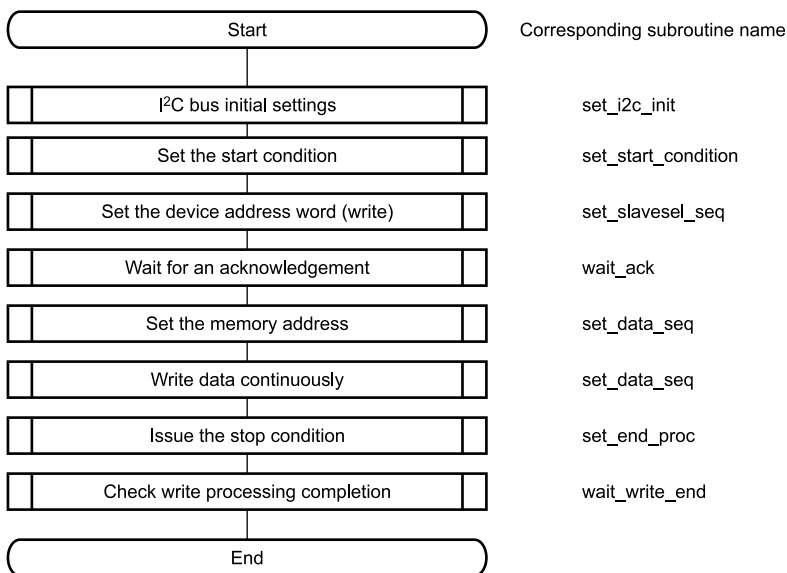 Start Corresponding subroutine name
I²C bus initial settings set_i2c_init
Set the start condition set_start_condition
Set the device address word (write) set_slavesel_seq
Wait for an acknowledgement wait_ack
Set the memory address set_data_seq
Write data continuously set_data_seq
Issue the stop condition set_end_proc
Check write processing completion wait_write_end
End